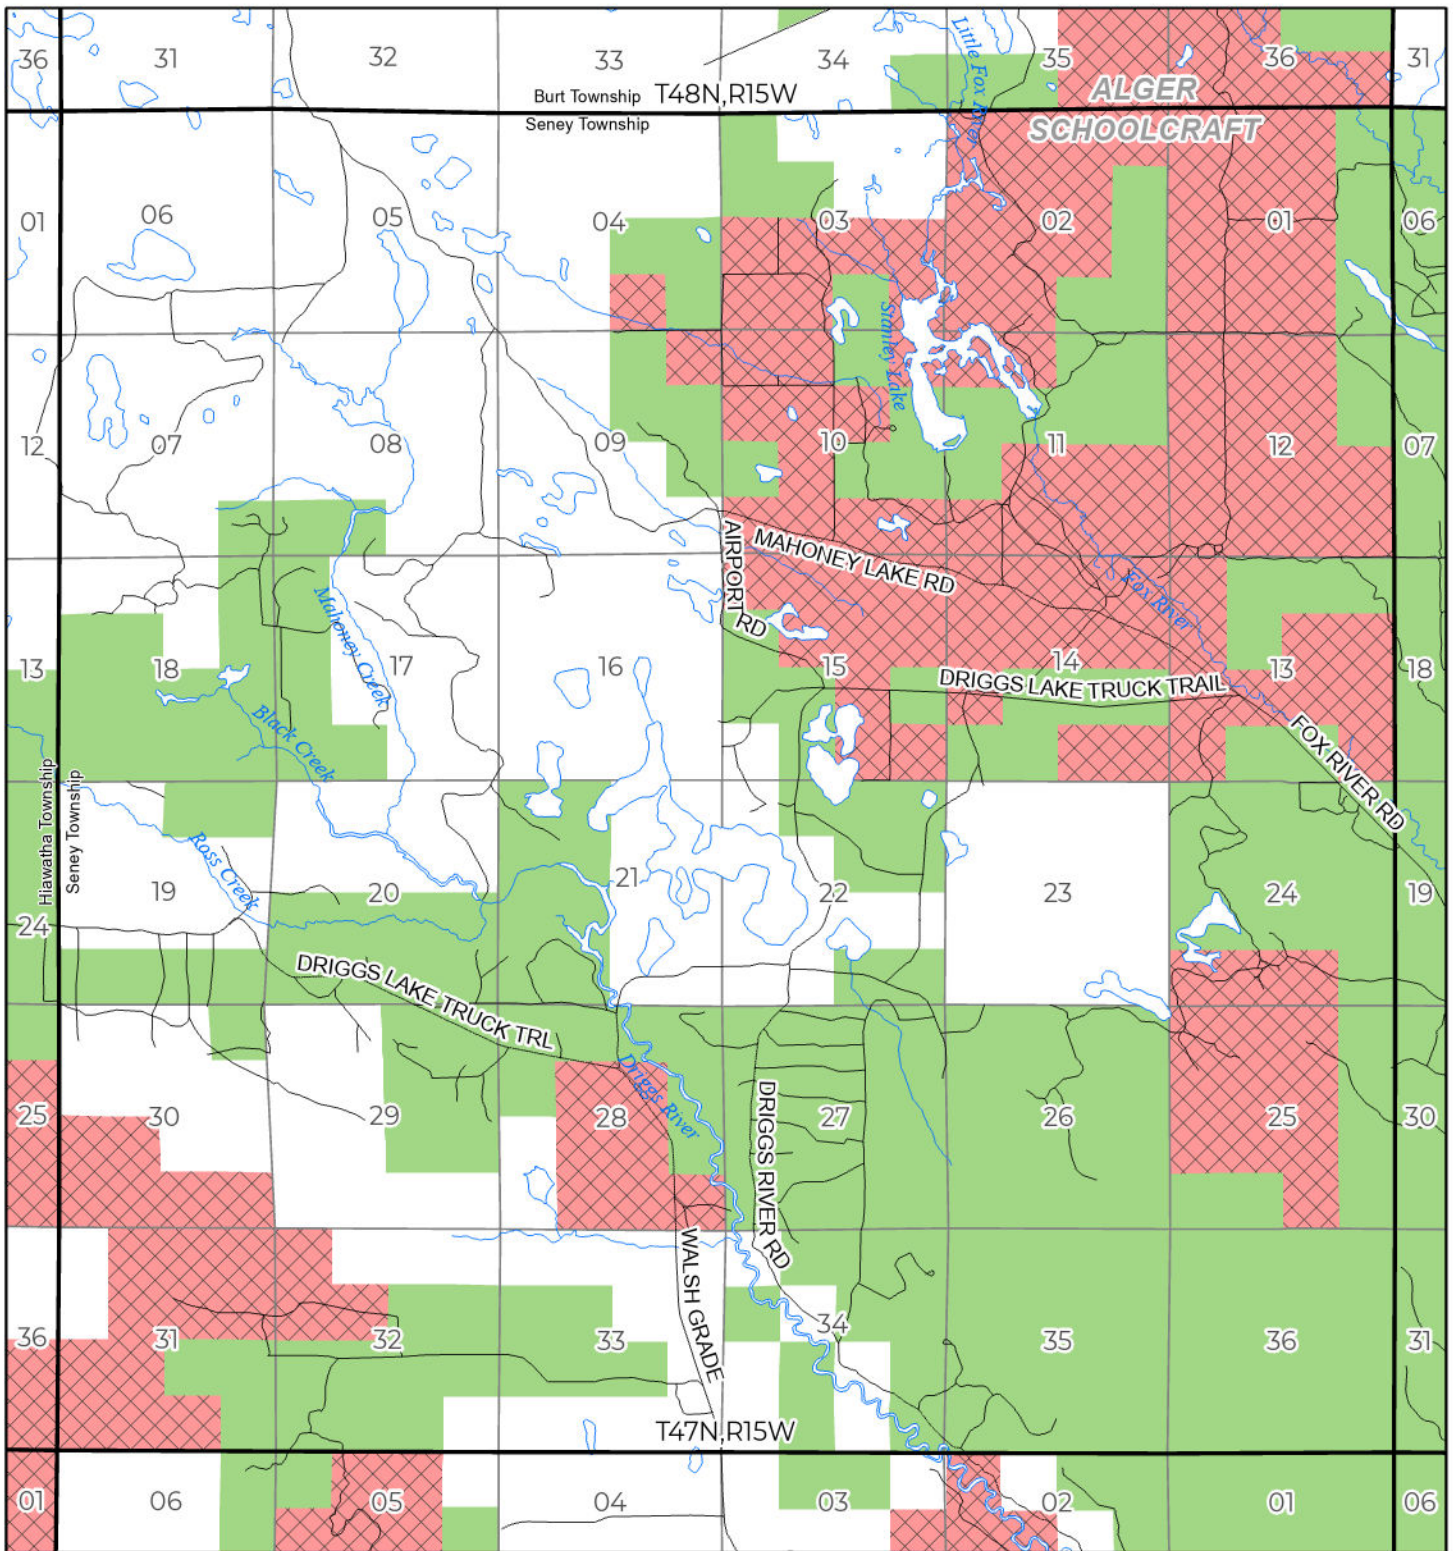 36 31 32 33 34 35 36 31
Little Fox River
Burt Township T48N,R15W
ALGER
Seney Township
SCHOOLCRAFT
01 06 05 04 03 02 01 06
Stanley Lake
12 07 08 09 10 11 12 07
AIRPORT RD
MAHONEY LAKE RD
Fox River
Mahoney Creek
13 18 17 16 15 14 13 18
DRIGGS LAKE TRUCK TRAIL
Black Creek
FOX RIVER RD
Hiawatha Township
Seney Township
Ross Creek
24 19 20 21 22 23 24 19
DRIGGS LAKE TRUCK TRL
Driggs River
25 30 29 28 27 26 25 30
DRIGGS RIVER RD
WALSH GRADE
36 31 32 33 34 35 36 31
T47N,R15W
01 06 05 04 03 02 01 06